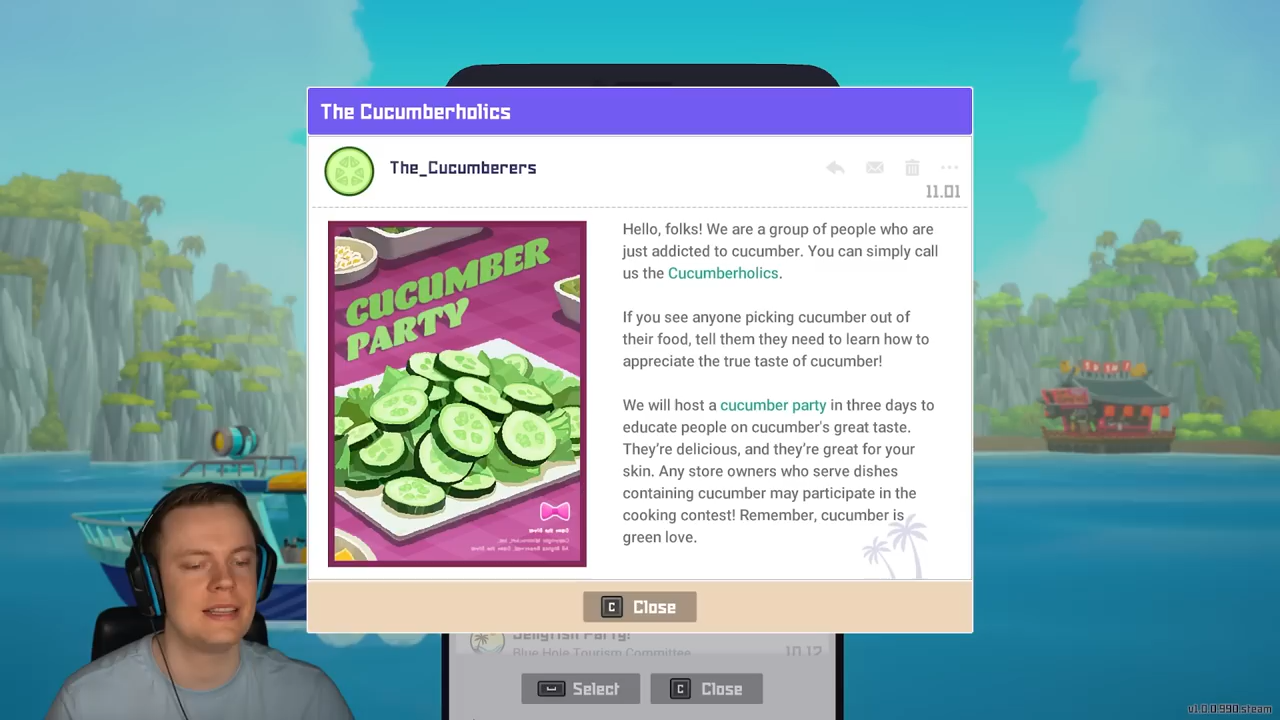 The Cucumberholics
The_Cucumberers
11.01
CUCUMBER
PARTY
Hello, folks! We are a group of people who are
just addicted to cucumber. You can simply call
us the Cucumberholics.
If you see anyone picking cucumber out of
their food, tell them they need to learn how to
appreciate the true taste of cucumber!
We will host a cucumber party in three days to
educate people on cucumber's great taste.
They're delicious, and they're great for your
skin. Any store owners who serve dishes
containing cucumber may participate in the
cooking contest! Remember, cucumber is
green love.
C Close
Jellyfish Party!
Blue Hole Tourism Committee
10.12
Select
C Close
v1.0.0.990.steam